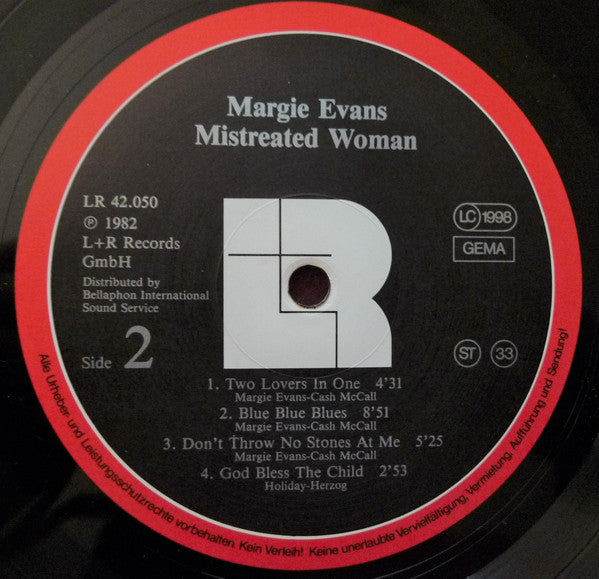 Margie Evans
Mistreated Woman
LR 42.050
Ⓟ 1982
L+R Records
GmbH
Distributed by
Bellaphon International
Sound Service
Side 2
LR
LC 1998
GEMA
ST 33
1. Two Lovers In One 4'31
Margie Evans-Cash McCall
2. Blue Blue Blues 8'51
Margie Evans-Cash McCall
3. Don't Throw No Stones At Me 5'25
Margie Evans-Cash McCall
4. God Bless The Child 2'53
Holiday-Herzog
Alle Urheber- und Leistungsschutzrechte vorbehalten. Kein Verleih! Keine unerlaubte Vervielfältigung, Vermietung, Aufführung und Sendung!